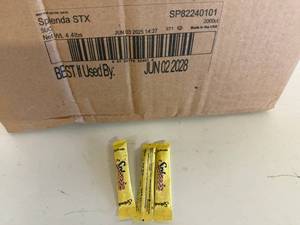 Splenda STX
SP82240101
2000ct
Made in the USA
Net Wt. 4.4lbs
JUN 03 2025 14:27
BEST If Used By:
JUN 02 2028
Splenda
Splenda